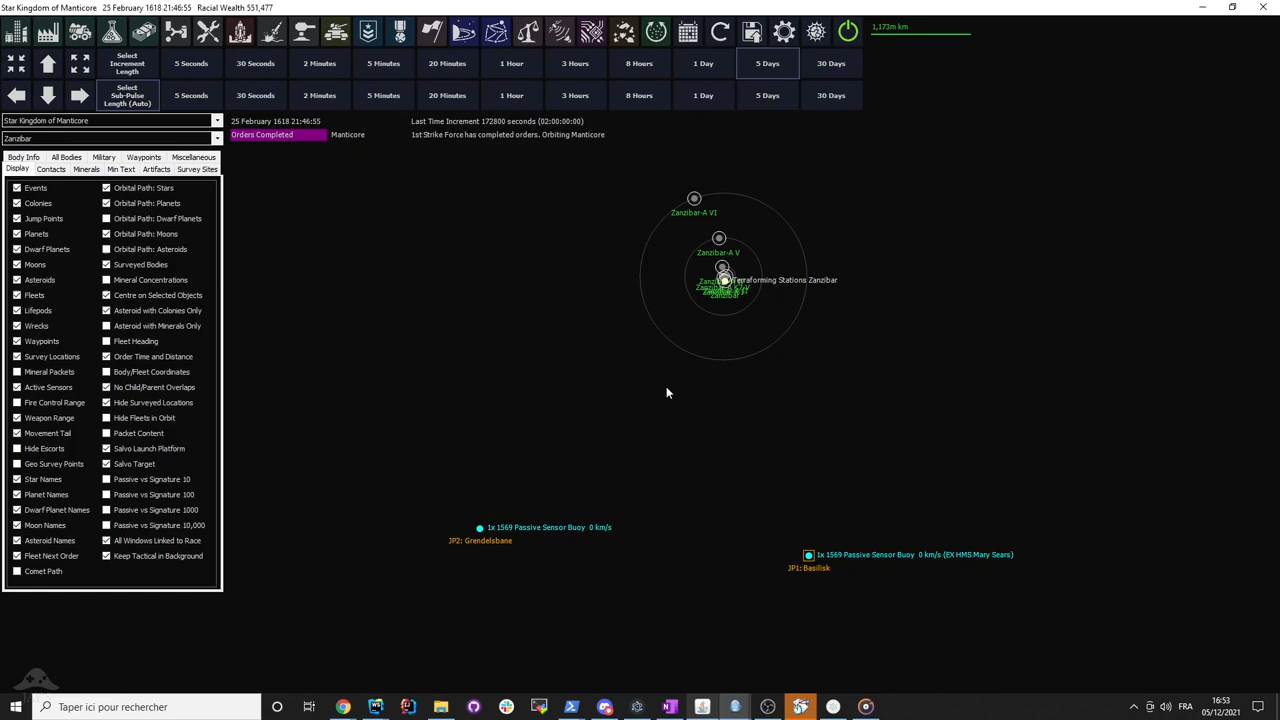 Star Kingdom of Manticore 25 February 1618 21:46:55 Racial Wealth 551,477
1,173m km
Select Increment Length
5 Seconds
30 Seconds
2 Minutes
5 Minutes
20 Minutes
1 Hour
3 Hours
8 Hours
1 Day
5 Days
30 Days
Select Sub-Pulse Length (Auto)
5 Seconds
30 Seconds
2 Minutes
5 Minutes
20 Minutes
1 Hour
3 Hours
8 Hours
1 Day
5 Days
30 Days
Star Kingdom of Manticore
25 February 1618 21:46:55
Last Time Increment 172800 seconds (02:00:00:00)
Orders Completed
Manticore
1st Strike Force has completed orders. Orbiting Manticore
Zanzibar
Body Info
All Bodies
Military
Waypoints
Miscellaneous
Display
Contacts
Minerals
Min Text
Artifacts
Survey Sites
Events
Orbital Path: Stars
Colonies
Orbital Path: Planets
Jump Points
Orbital Path: Dwarf Planets
Planets
Orbital Path: Moons
Dwarf Planets
Orbital Path: Asteroids
Moons
Surveyed Bodies
Asteroids
Mineral Concentrations
Fleets
Centre on Selected Objects
Lifepods
Asteroid with Colonies Only
Wrecks
Asteroid with Minerals Only
Waypoints
Fleet Heading
Survey Locations
Order Time and Distance
Mineral Packets
Body/Fleet Coordinates
Active Sensors
No Child/Parent Overlaps
Fire Control Range
Hide Surveyed Locations
Weapon Range
Hide Fleets in Orbit
Movement Tail
Packet Content
Hide Escorts
Salvo Launch Platform
Geo Survey Points
Salvo Target
Star Names
Passive vs Signature 10
Planet Names
Passive vs Signature 100
Dwarf Planet Names
Passive vs Signature 1000
Moon Names
Passive vs Signature 10,000
Asteroid Names
All Windows Linked to Race
Fleet Next Order
Keep Tactical in Background
Comet Path
Zanzibar-A VI
Zanzibar-A V
Terraforming Stations Zanzibar
Zanzibar
1x 1569 Passive Sensor Buoy 0 km/s
JP2: Grendelsbane
1x 1569 Passive Sensor Buoy 0 km/s (EX HMS Mary Sears)
JP1: Basilisk
Taper ici pour rechercher
FRA
16:53
05/12/2021